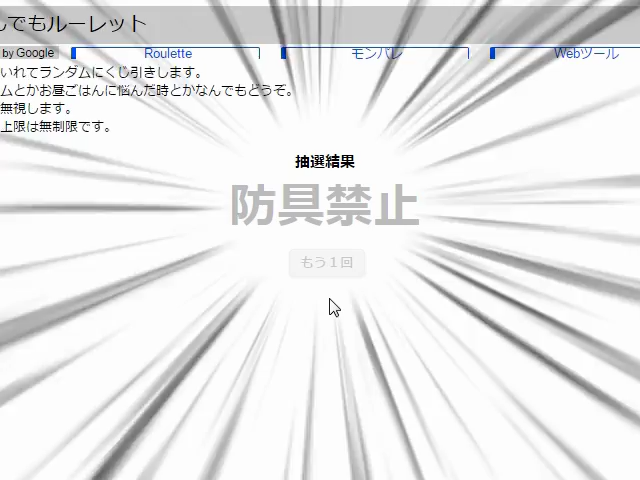 んでもルーレット
by Google
Roulette
モンパレ
Webツール
いれてランダムにくじ引きします。
ムとかお昼ごはんに悩んだ時とかなんでもどうぞ。
無視します。
上限は無制限です。
抽選結果
防具禁止
もう１回